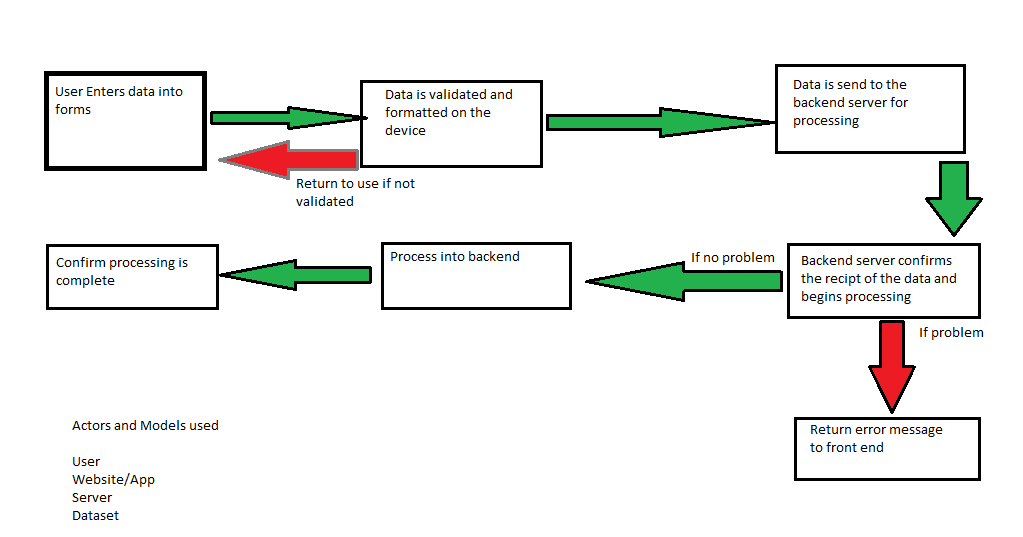 User Enters data into
forms
Data is validated and
formatted on the
device
Data is send to the
backend server for
processing
Return to use if not
validated
Confirm processing is
complete
Process into backend
If no problem
Backend server confirms
the recipt of the data and
begins processing
If problem
Return error message
to front end
Actors and Models used
User
Website/App
Server
Dataset